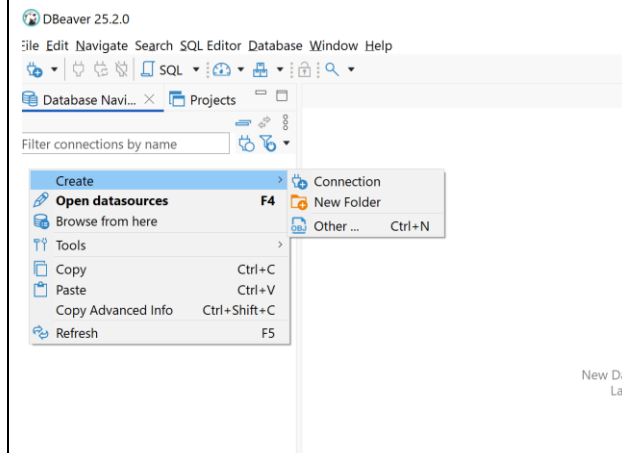 DBeaver 25.2.0
File Edit Navigate Search SQL Editor Database Window Help
SQL
Database Navi... Projects
Filter connections by name
Create Connection
Open datasources F4 New Folder
Browse from here Other ... Ctrl+N
Tools
Copy Ctrl+C
Paste Ctrl+V
Copy Advanced Info Ctrl+Shift+C
Refresh F5
New Da
La